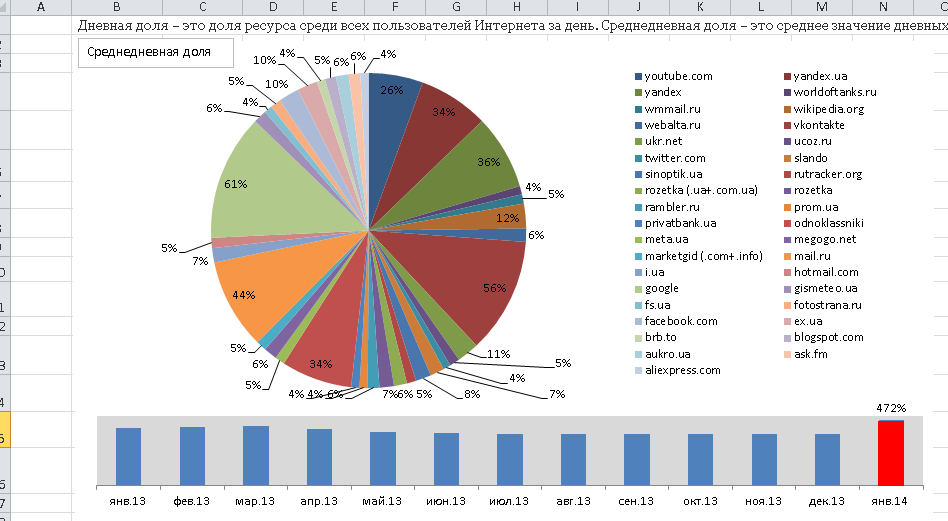 A B C D E F G H I J K L M N
Дневная доля – это доля ресурса среди всех пользователей Интернета за день. Среднедневная доля – это среднее значение дневных
Среднедневная доля
4% 5% 6% 6% 4%
10%
5% 10%
4%
6%
26%
34%
36%
4%
5%
12%
6%
56%
11%
5%
4%
7%
8%
5%
6%
7%
6%
4%
4%
34%
5%
6%
5%
44%
7%
5%
61%
youtube.com yandex.ua
yandex worldoftanks.ru
wmmail.ru wikipedia.org
webalta.ru vkontakte
ukr.net ucoz.ru
twitter.com slando
sinoptik.ua rutracker.org
rozetka (.ua+.com.ua) rozetka
rambler.ru prom.ua
privatbank.ua odnoklassniki
meta.ua megogo.net
marketgid (.com+.info) mail.ru
i.ua hotmail.com
google gismeteo.ua
fs.ua fotostrana.ru
facebook.com ex.ua
brb.to blogspot.com
aukro.ua ask.fm
aliexpress.com
472%
янв.13 фев.13 мар.13 апр.13 май.13 июн.13 июл.13 авг.13 сен.13 окт.13 ноя.13 дек.13 янв.14